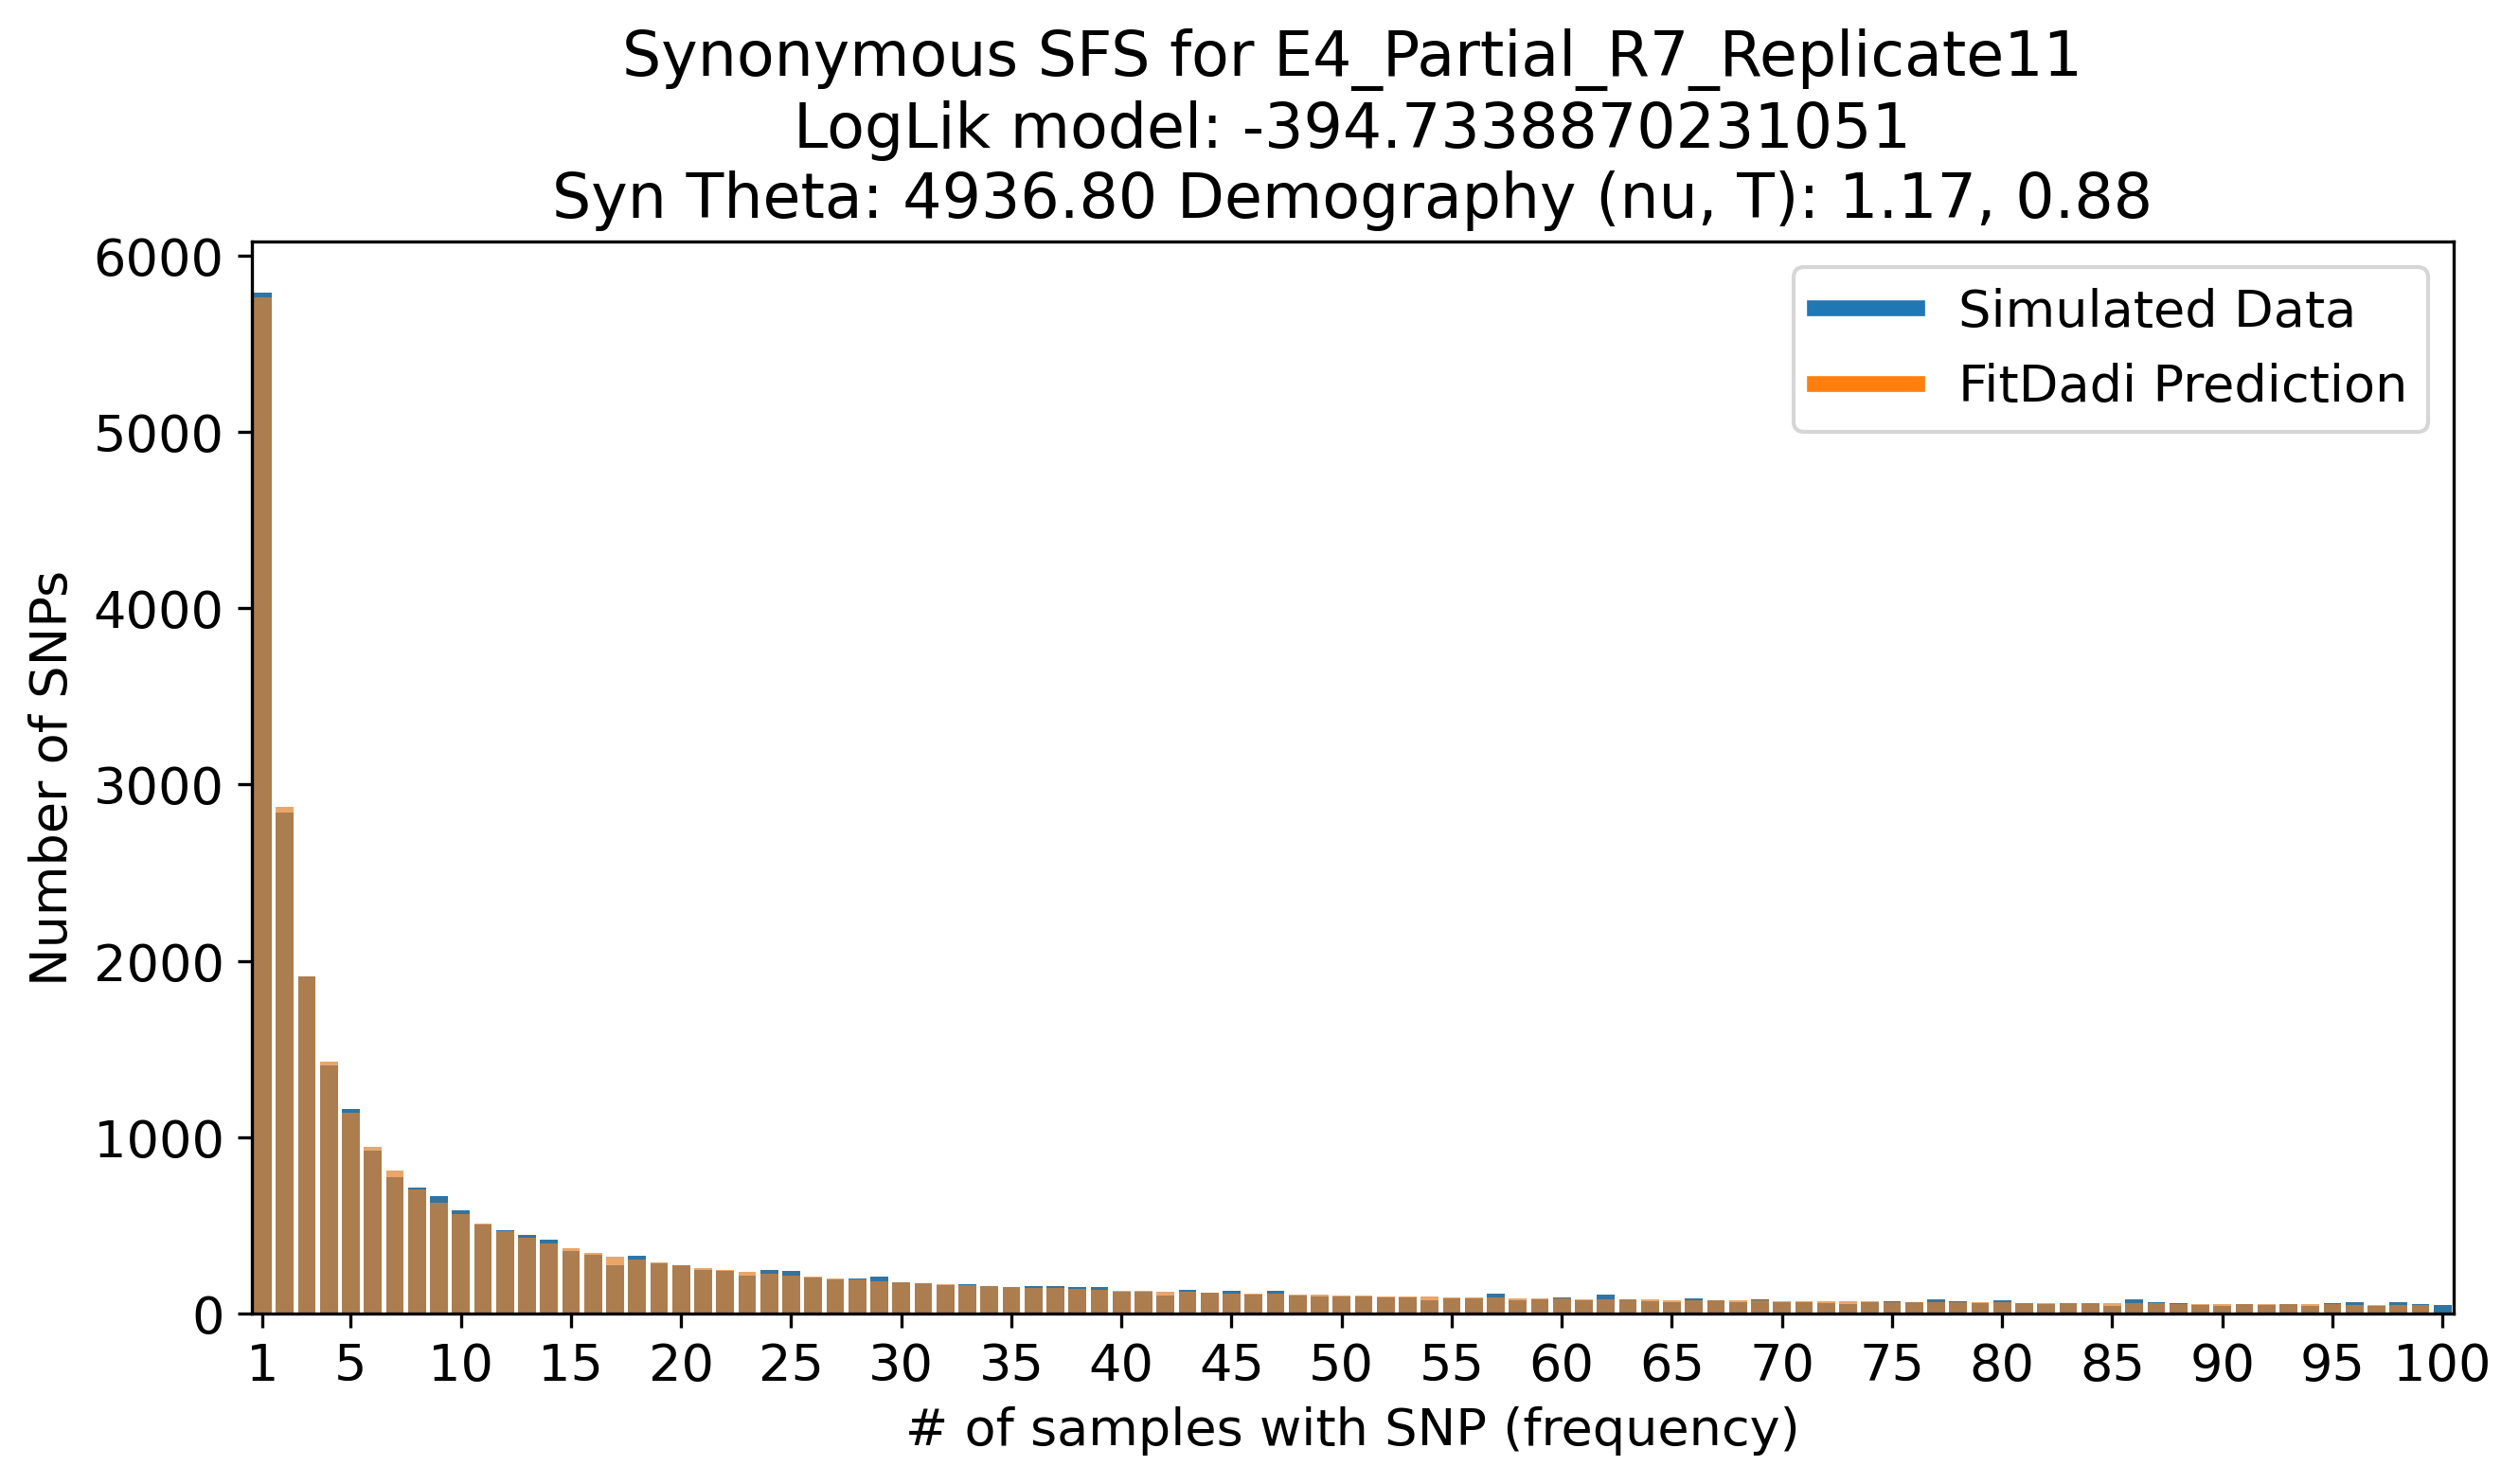 Synonymous SFS for E4_Partial_R7_Replicate11
LogLik model: -394.7338870231051
Syn Theta: 4936.80 Demography (nu, T): 1.17, 0.88
Simulated Data
FitDadi Prediction
Number of SNPs
6000
5000
4000
3000
2000
1000
0
1 5 10 15 20 25 30 35 40 45 50 55 60 65 70 75 80 85 90 95 100
# of samples with SNP (frequency)